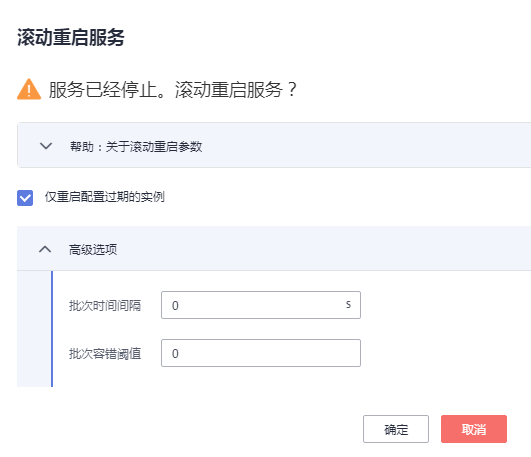 滚动重启服务
服务已经停止。滚动重启服务？
帮助：关于滚动重启参数
仅重启配置过期的实例
高级选项
批次时间间隔 0 s
批次容错阈值 0
确定 取消